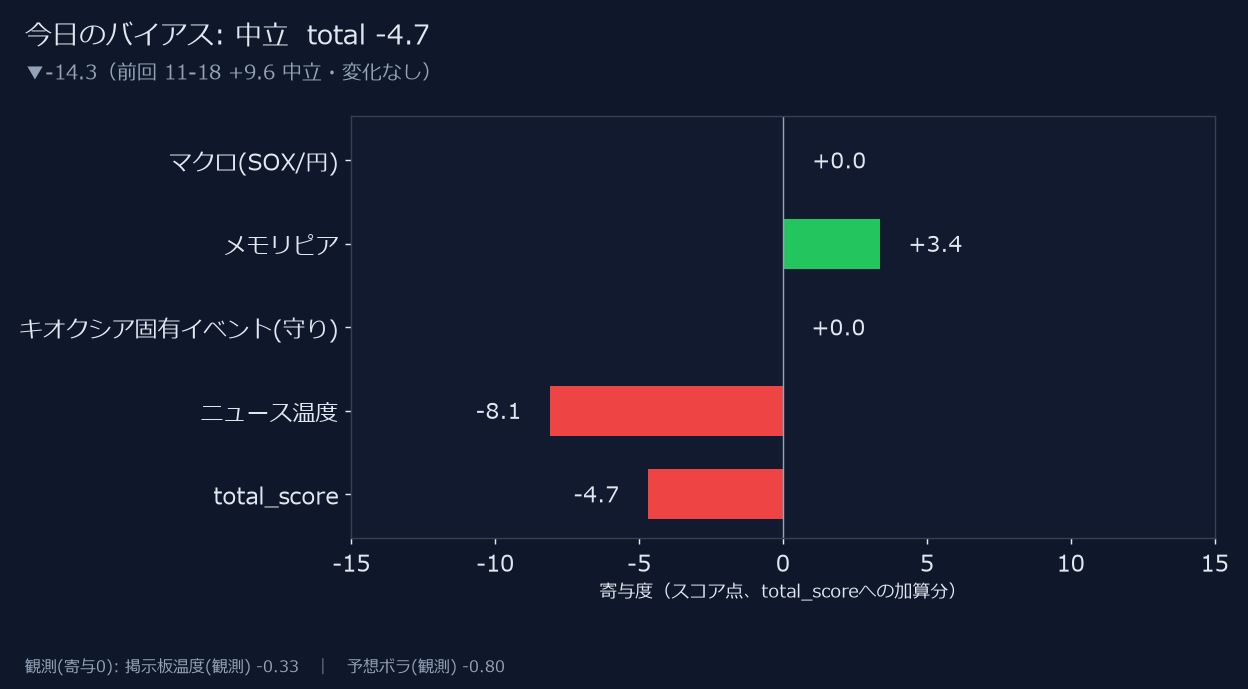 今日のバイアス: 中立  total -4.7
▼-14.3（前回 11-18 +9.6 中立・変化なし）
マクロ(SOX/円)
+0.0
メモリピア
+3.4
キオクシア固有イベント(守り)
+0.0
ニュース温度
-8.1
total_score
-4.7
-15
-10
-5
0
5
10
15
寄与度（スコア点、total_scoreへの加算分）
観測(寄与0): 掲示板温度(観測) -0.33 ｜ 予想ボラ(観測) -0.80